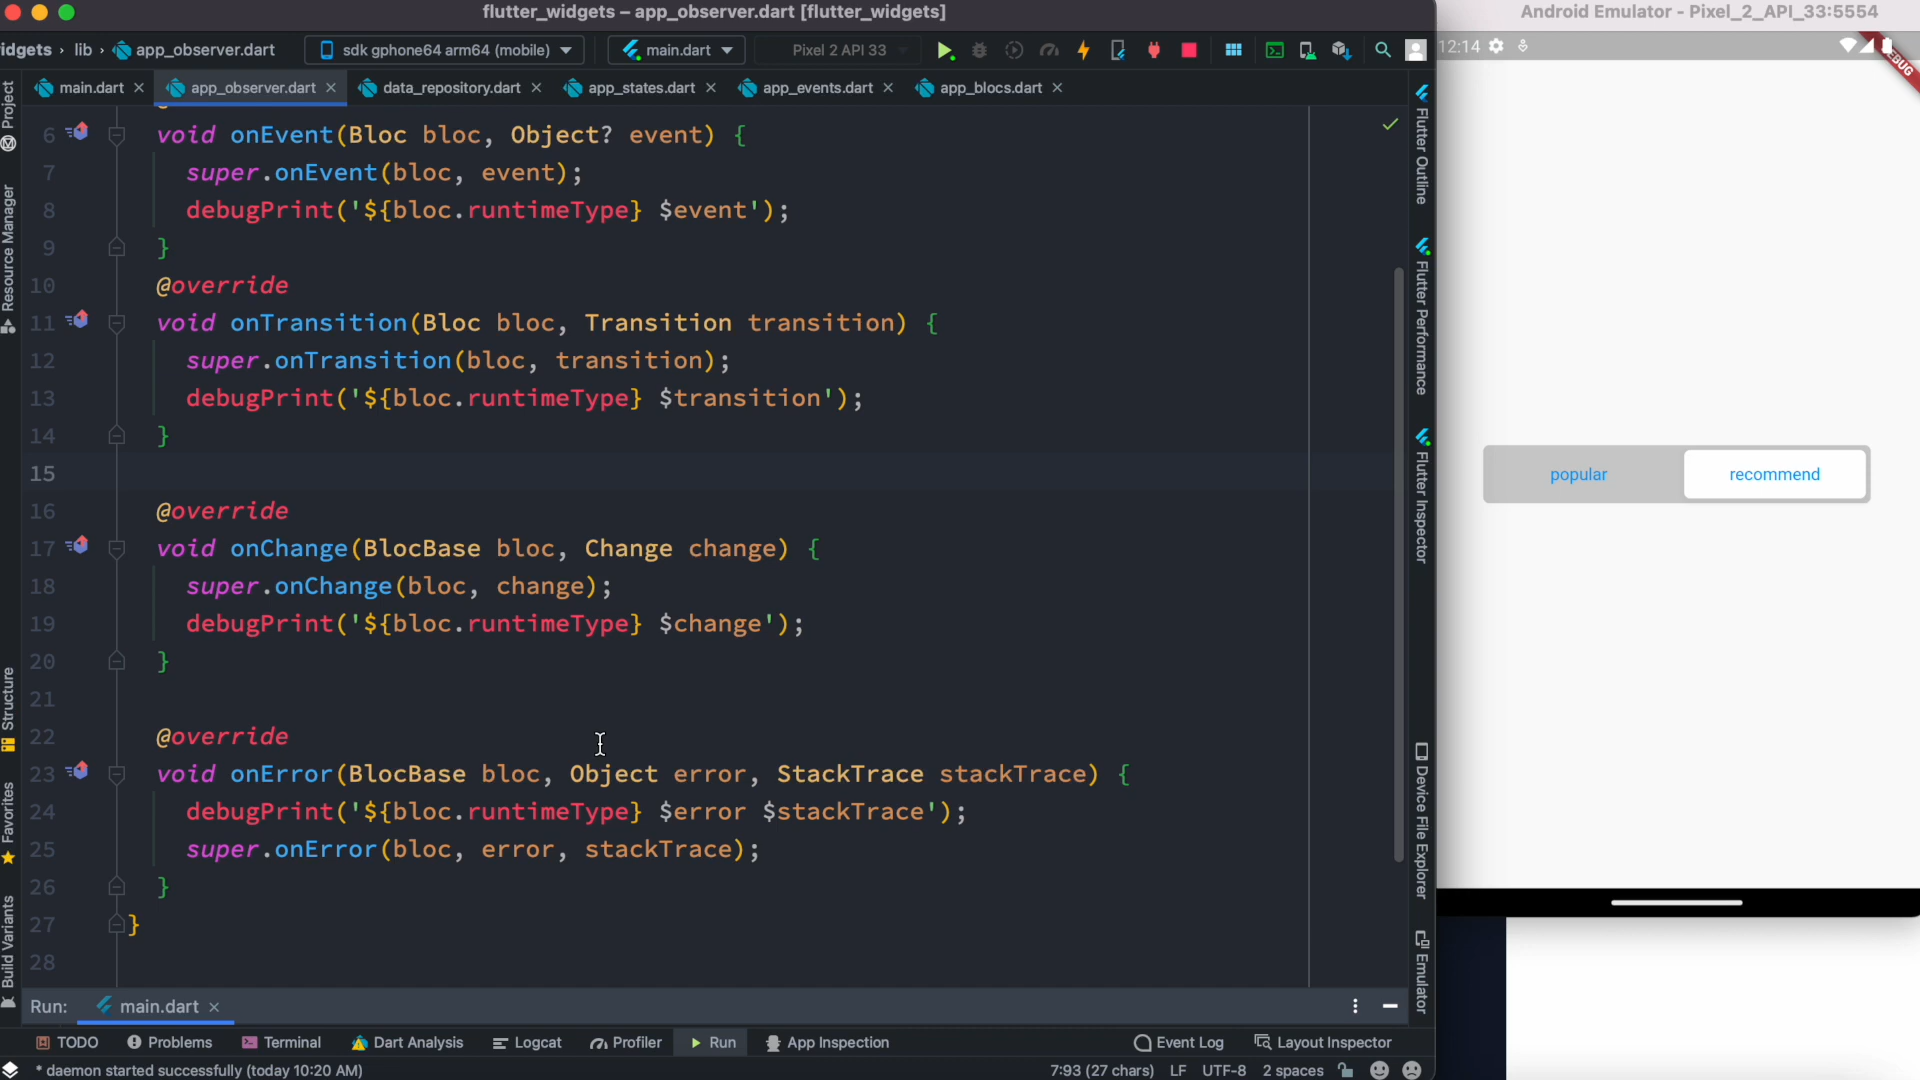 flutter_widgets – app_observer.dart [flutter_widgets]
Android Emulator - Pixel_2_API_33:5554
idgets › lib › app_observer.dart
sdk gphone64 arm64 (mobile)
main.dart
Pixel 2 API 33
12:14
main.dart
app_observer.dart
data_repository.dart
app_states.dart
app_events.dart
app_blocs.dart
6 void onEvent(Bloc bloc, Object? event) {
7 super.onEvent(bloc, event);
8 debugPrint('${bloc.runtimeType} $event');
9 }
10 @override
11 void onTransition(Bloc bloc, Transition transition) {
12 super.onTransition(bloc, transition);
13 debugPrint('${bloc.runtimeType} $transition');
14 }
15
16 @override
17 void onChange(BlocBase bloc, Change change) {
18 super.onChange(bloc, change);
19 debugPrint('${bloc.runtimeType} $change');
20 }
21
22 @override
23 void onError(BlocBase bloc, Object error, StackTrace stackTrace) {
24 debugPrint('${bloc.runtimeType} $error $stackTrace');
25 super.onError(bloc, error, stackTrace);
26 }
27 }
28
Project
Resource Manager
Structure
Favorites
Build Variants
Flutter Outline
Flutter Performance
Flutter Inspector
Device File Explorer
Emulator
popular
recommend
Run: main.dart
TODO
Problems
Terminal
Dart Analysis
Logcat
Profiler
Run
App Inspection
Event Log
Layout Inspector
* daemon started successfully (today 10:20 AM)
7:93 (27 chars)
LF
UTF-8
2 spaces